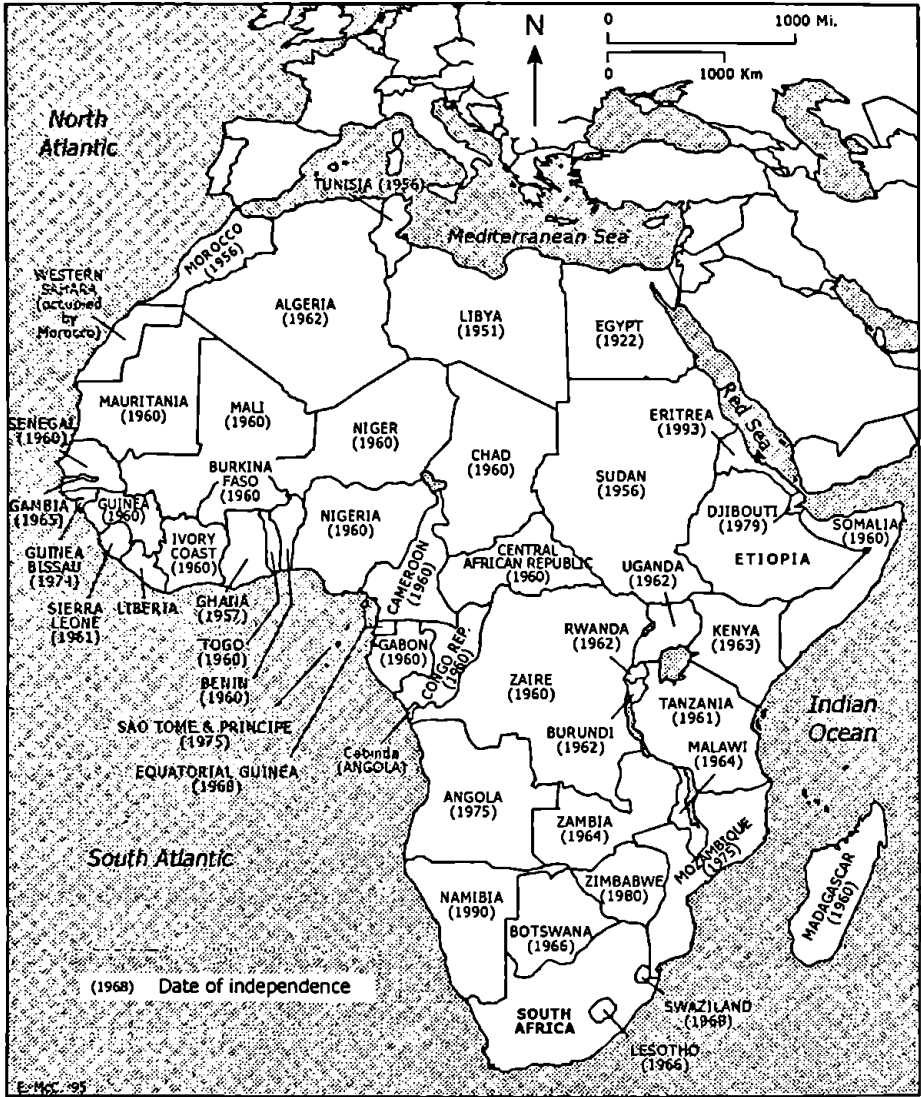 N
0 1000 Mi.
0 1000 Km
North
Atlantic
TUNISIA (1956)
Mediterranean Sea
MOROCCO
(1956)
WESTERN
SAHARA
(occupied
by
Morocco)
ALGERIA
(1962)
LIBYA
(1951)
EGYPT
(1922)
Red Sea
MAURITANIA
(1960)
MALI
(1960)
NIGER
(1960)
CHAD
(1960)
SUDAN
(1956)
ERITREA
(1993)
SENEGAL
(1960)
BURKINA
FASO
(1960
GAMBIA
(1965)
GUINEA
(1960)
GUINEA
BISSAU
(1974)
SIERRA
LEONE
(1961)
LIBERIA
IVORY
COAST
(1960)
GHANA
(1957)
TOGO
(1960)
BENIN
(1960)
NIGERIA
(1960)
CAMEROON
(1960)
CENTRAL
AFRICAN REPUBLIC
(1960)
DJIBOUTI
(1979)
SOMALIA
(1960)
ETIOPIA
UGANDA
(1962)
KENYA
(1963)
RWANDA
(1962)
GABON
(1960)
CONGO REP.
(1960)
ZAIRE
(1960)
BURUNDI
(1962)
TANZANIA
(1961)
MALAWI
(1964)
SAO TOME & PRINCIPE
(1975)
EQUATORIAL GUINEA
(1968)
Cabinda
(ANGOLA)
Indian
Ocean
ANGOLA
(1975)
ZAMBIA
(1964)
MOZAMBIQUE
(1975)
MADAGASCAR
(1960)
South Atlantic
NAMIBIA
(1990)
ZIMBABWE
(1980)
BOTSWANA
(1966)
(1968) Date of independence
SOUTH
AFRICA
SWAZILAND
(1968)
LESOTHO
(1966)
E. McC. '95